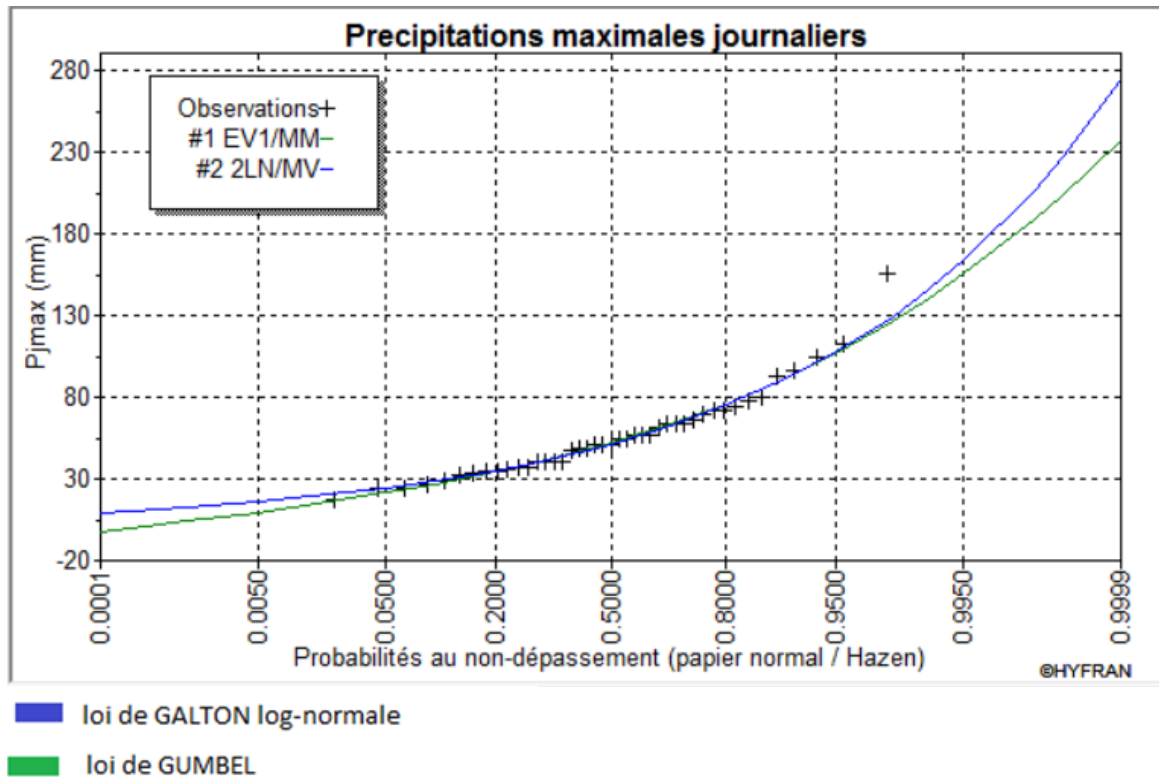 Precipitations maximales journaliers
280
230
180
130
80
30
-20
Pjmax (mm)
Observations+
#1 EV1/MM−
#2 2LN/MV−
0.0001
0.0050
0.0500
0.2000
0.5000
0.8000
0.9500
0.9950
0.9999
Probabilités au non-dépassement (papier normal / Hazen)
©HYFRAN
loi de GALTON log-normale
loi de GUMBEL